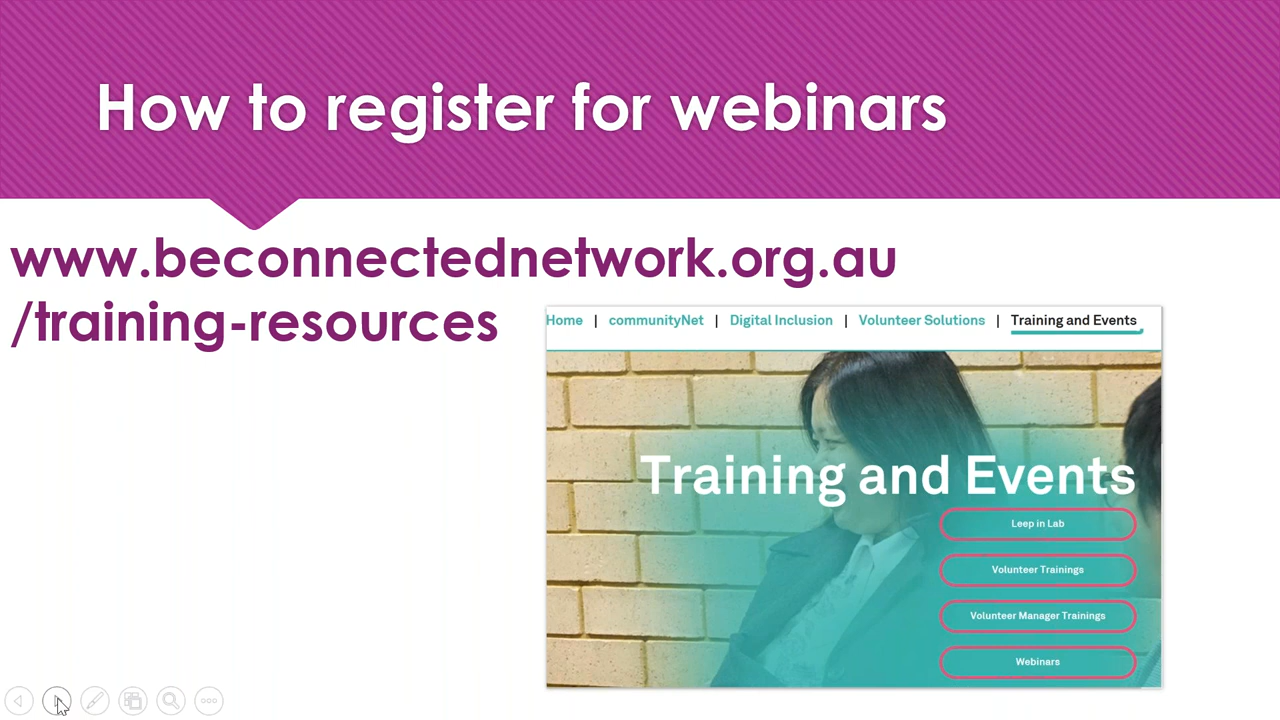 How to register for webinars
www.beconnectednetwork.org.au
/training-resources
Home | communityNet | Digital Inclusion | Volunteer Solutions | Training and Events
Training and Events
Leep in Lab
Volunteer Trainings
Volunteer Manager Trainings
Webinars